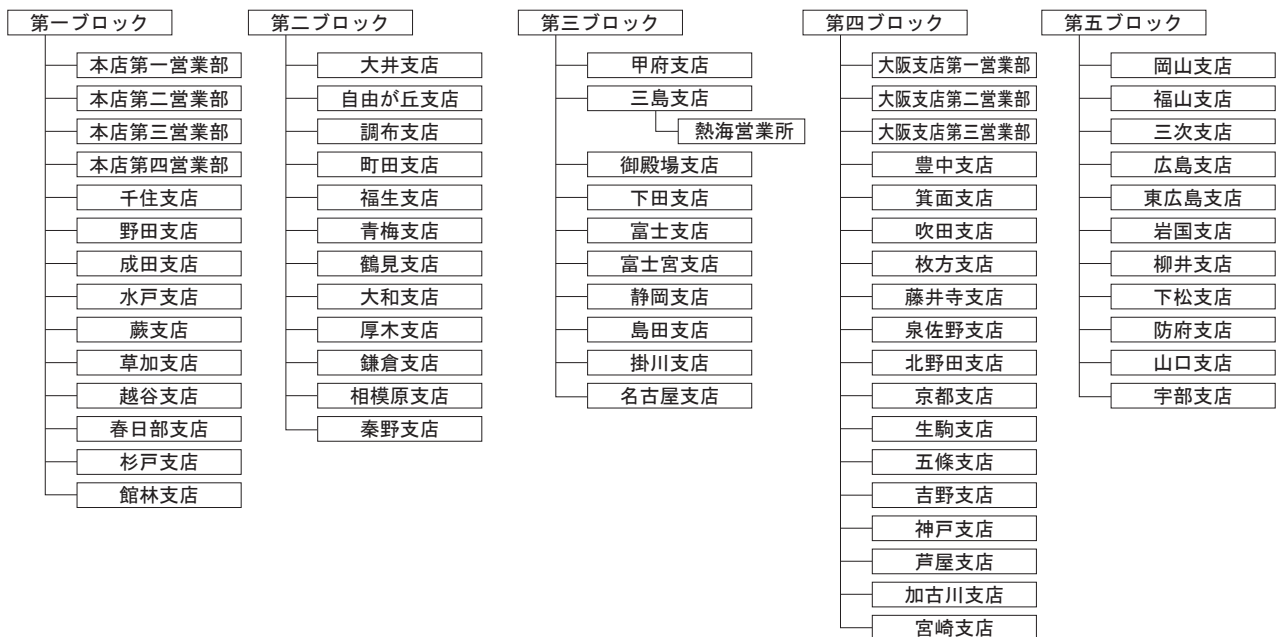 第一ブロック
本店第一営業部
本店第二営業部
本店第三営業部
本店第四営業部
千住支店
野田支店
成田支店
水戸支店
蕨支店
草加支店
越谷支店
春日部支店
杉戸支店
館林支店
第二ブロック
大井支店
自由が丘支店
調布支店
町田支店
福生支店
青梅支店
鶴見支店
大和支店
厚木支店
鎌倉支店
相模原支店
秦野支店
第三ブロック
甲府支店
三島支店
熱海営業所
御殿場支店
下田支店
富士支店
富士宮支店
静岡支店
島田支店
掛川支店
名古屋支店
第四ブロック
大阪支店第一営業部
大阪支店第二営業部
大阪支店第三営業部
豊中支店
箕面支店
吹田支店
枚方支店
藤井寺支店
泉佐野支店
北野田支店
京都支店
生駒支店
五條支店
吉野支店
神戸支店
芦屋支店
加古川支店
宮崎支店
第五ブロック
岡山支店
福山支店
三次支店
広島支店
東広島支店
岩国支店
柳井支店
下松支店
防府支店
山口支店
宇部支店